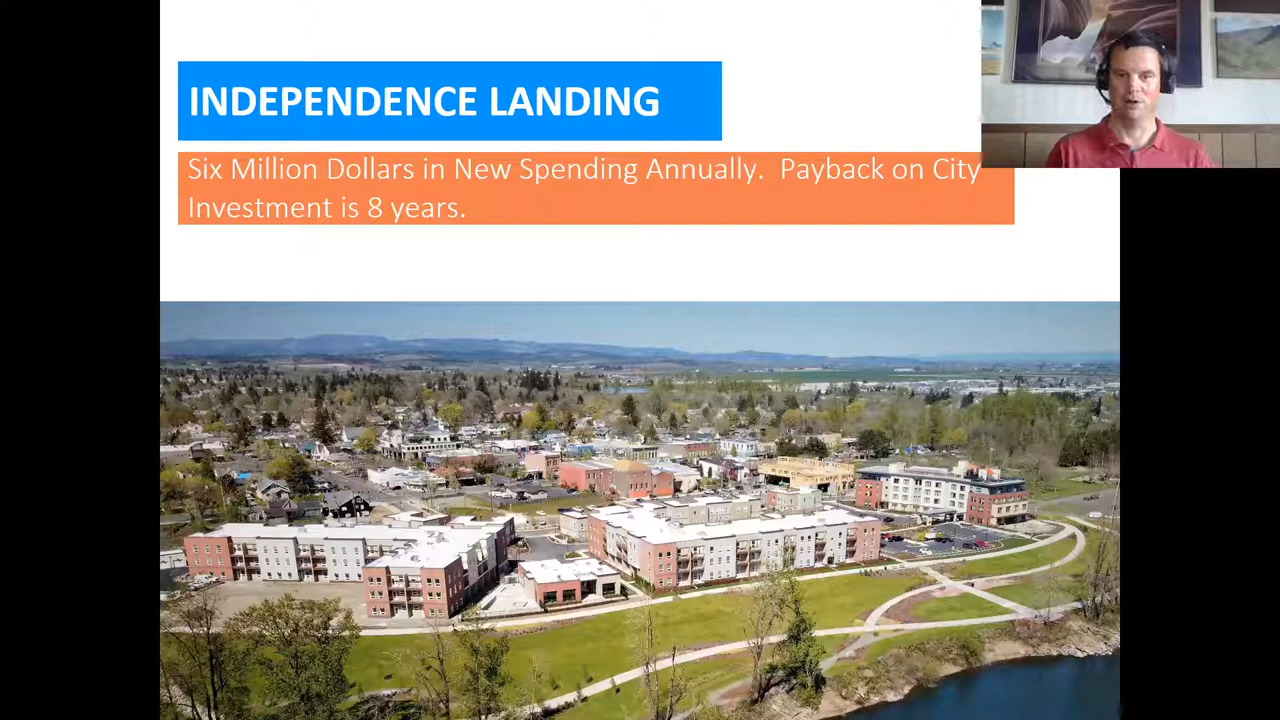 INDEPENDENCE LANDING
Six Million Dollars in New Spending Annually.  Payback on City
Investment is 8 years.